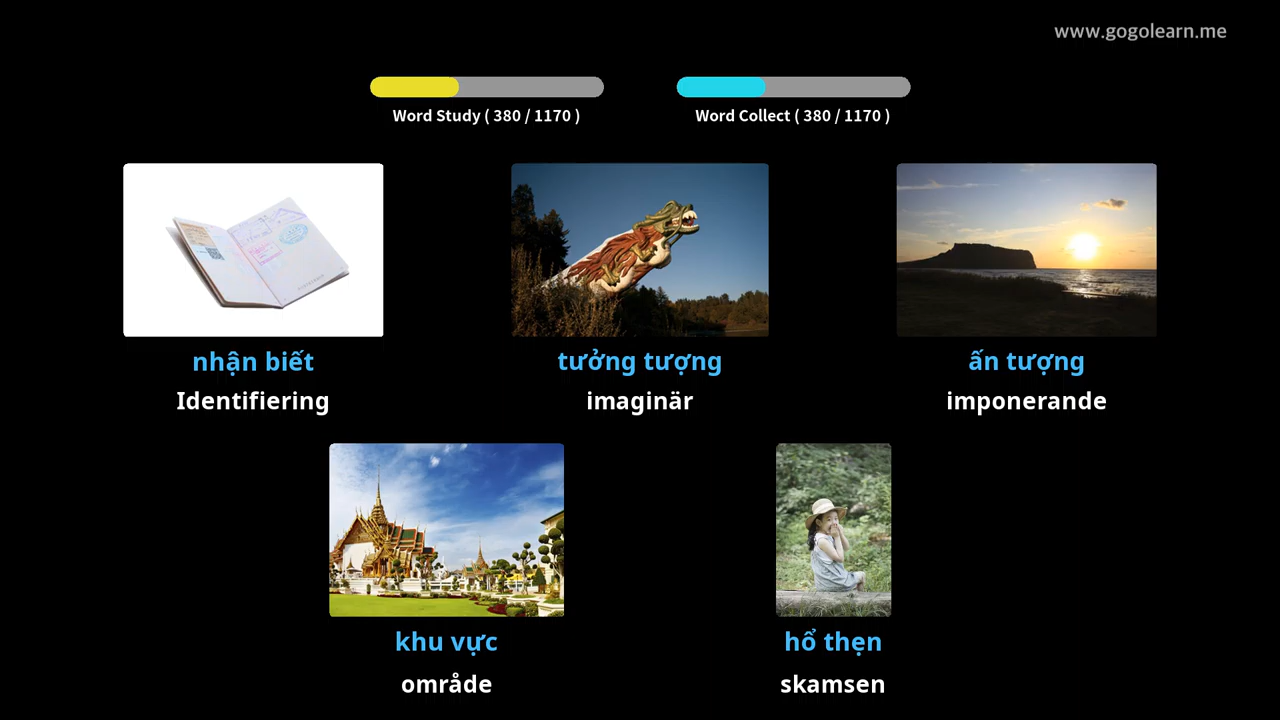 www.gogolearn.me
Word Study ( 380 / 1170 )
Word Collect ( 380 / 1170 )
nhận biết
Identifiering
tưởng tượng
imaginär
ấn tượng
imponerande
khu vực
område
hổ thẹn
skamsen